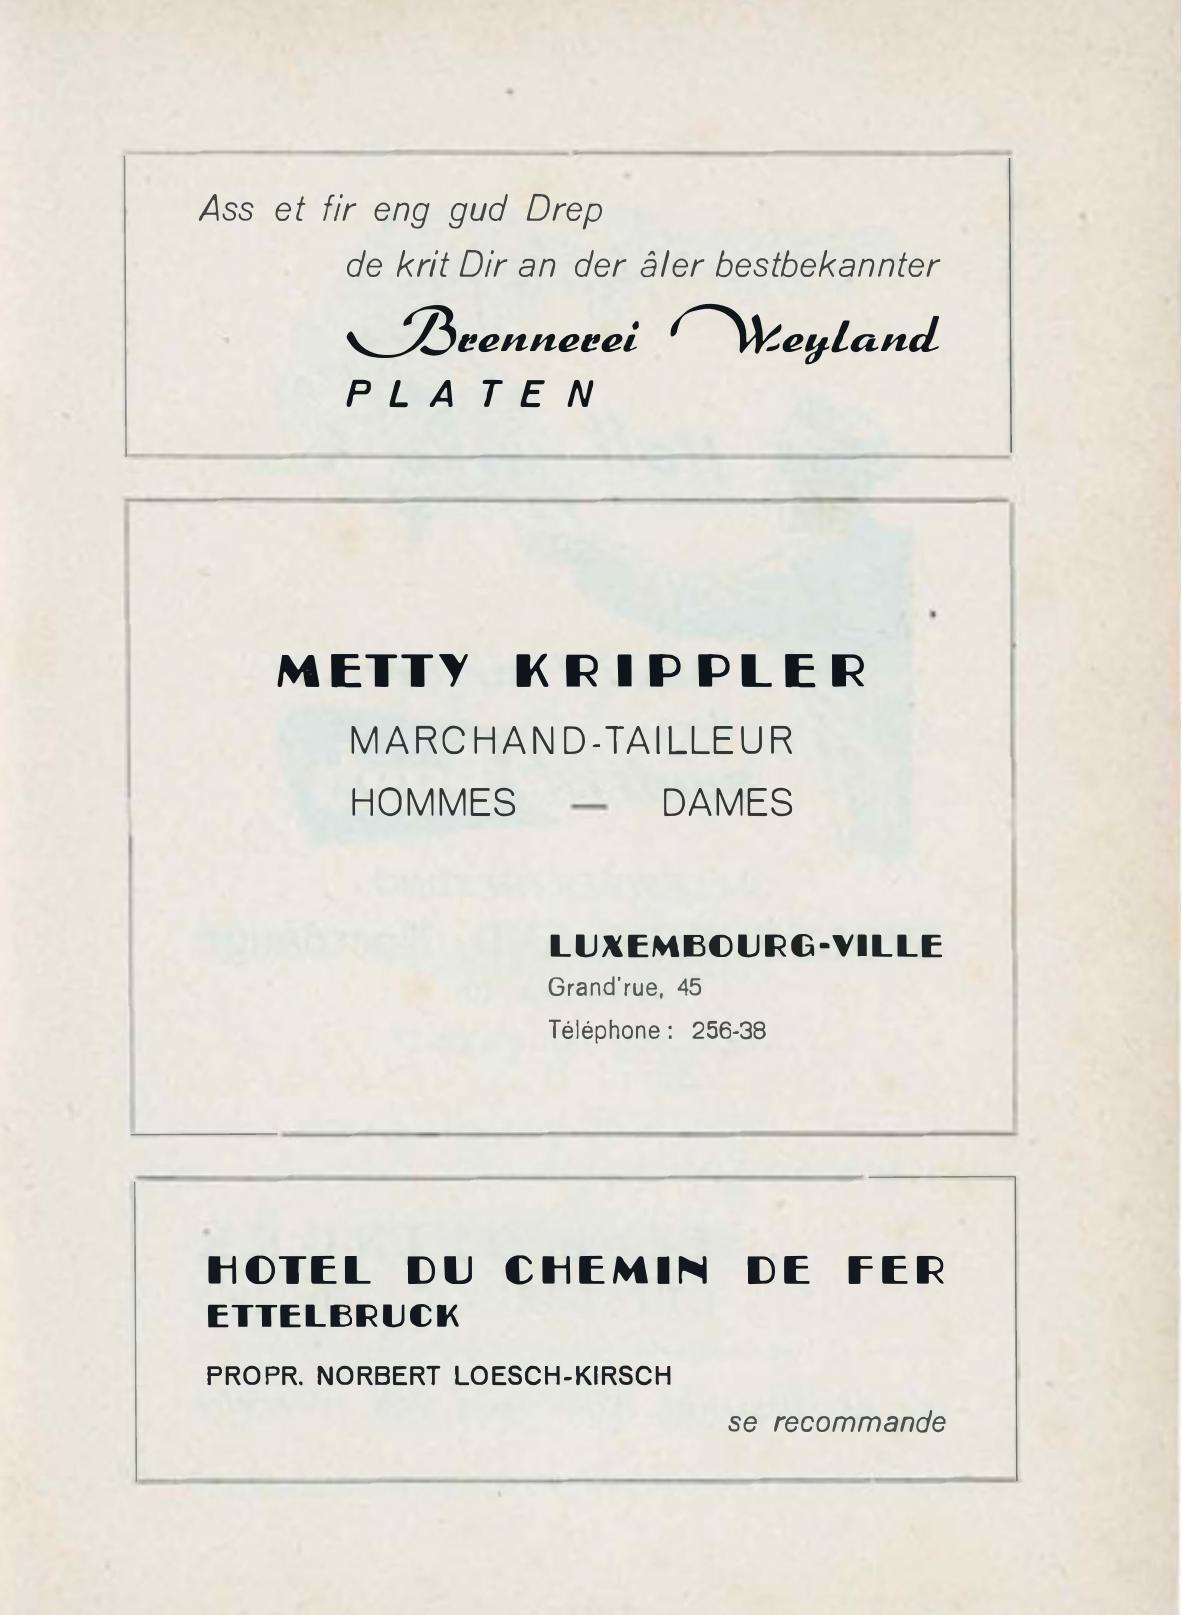 Ass et fir eng gud Drep
de krit Dir an der âler bestbekannter
Brennerei Weyland
PLATEN
METTY KRIPPLER
MARCHAND-TAILLEUR
HOMMES — DAMES
LUXEMBOURG-VILLE
Grand'rue, 45
Téléphone : 256-38
HOTEL DU CHEMIN DE FER
ETTELBRUCK
PROPR. NORBERT LOESCH-KIRSCH
se recommande